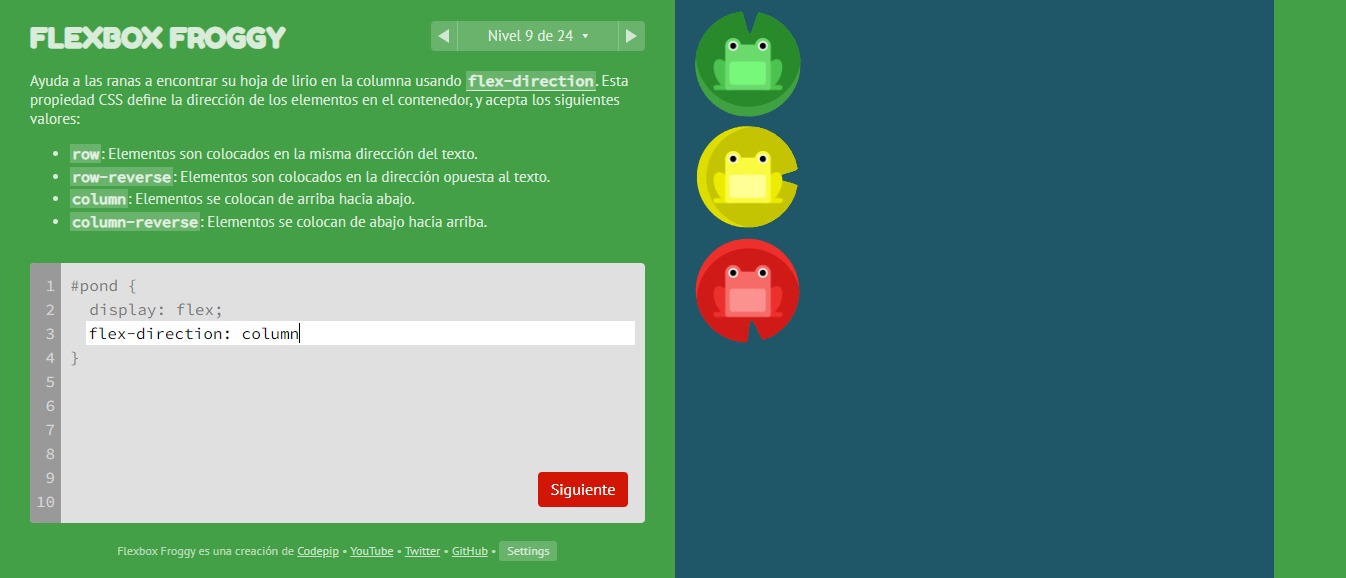 FLEXBOX FROGGY
Nivel 9 de 24
Ayuda a las ranas a encontrar su hoja de lirio en la columna usando flex-direction. Esta
propiedad CSS define la dirección de los elementos en el contenedor, y acepta los siguientes
valores:
• row: Elementos son colocados en la misma dirección del texto.
• row-reverse: Elementos son colocados en la dirección opuesta al texto.
• column: Elementos se colocan de arriba hacia abajo.
• column-reverse: Elementos se colocan de abajo hacia arriba.
1 #pond {
2 display: flex;
3 flex-direction: column
4 }
5
6
7
8
9
10
Siguiente
Flexbox Froggy es una creación de Codepip • YouTube • Twitter • GitHub • Settings